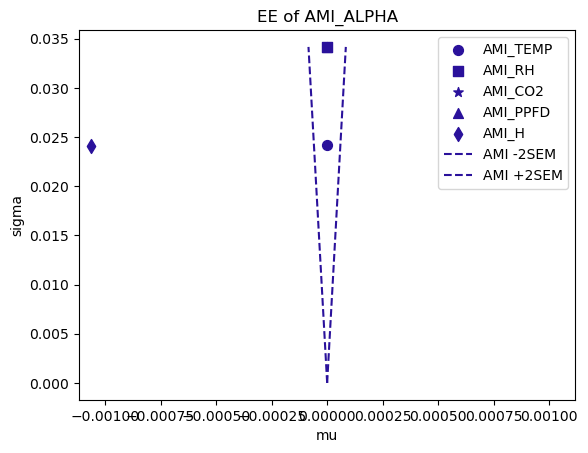 EE of AMI_ALPHA
AMI_TEMP
AMI_RH
AMI_CO2
AMI_PPFD
AMI_H
AMI -2SEM
AMI +2SEM
sigma
0.035
0.030
0.025
0.020
0.015
0.010
0.005
0.000
−0.00100 −0.00075 −0.00050 −0.00025 0.00000 0.00025 0.00050 0.00075 0.00100
mu